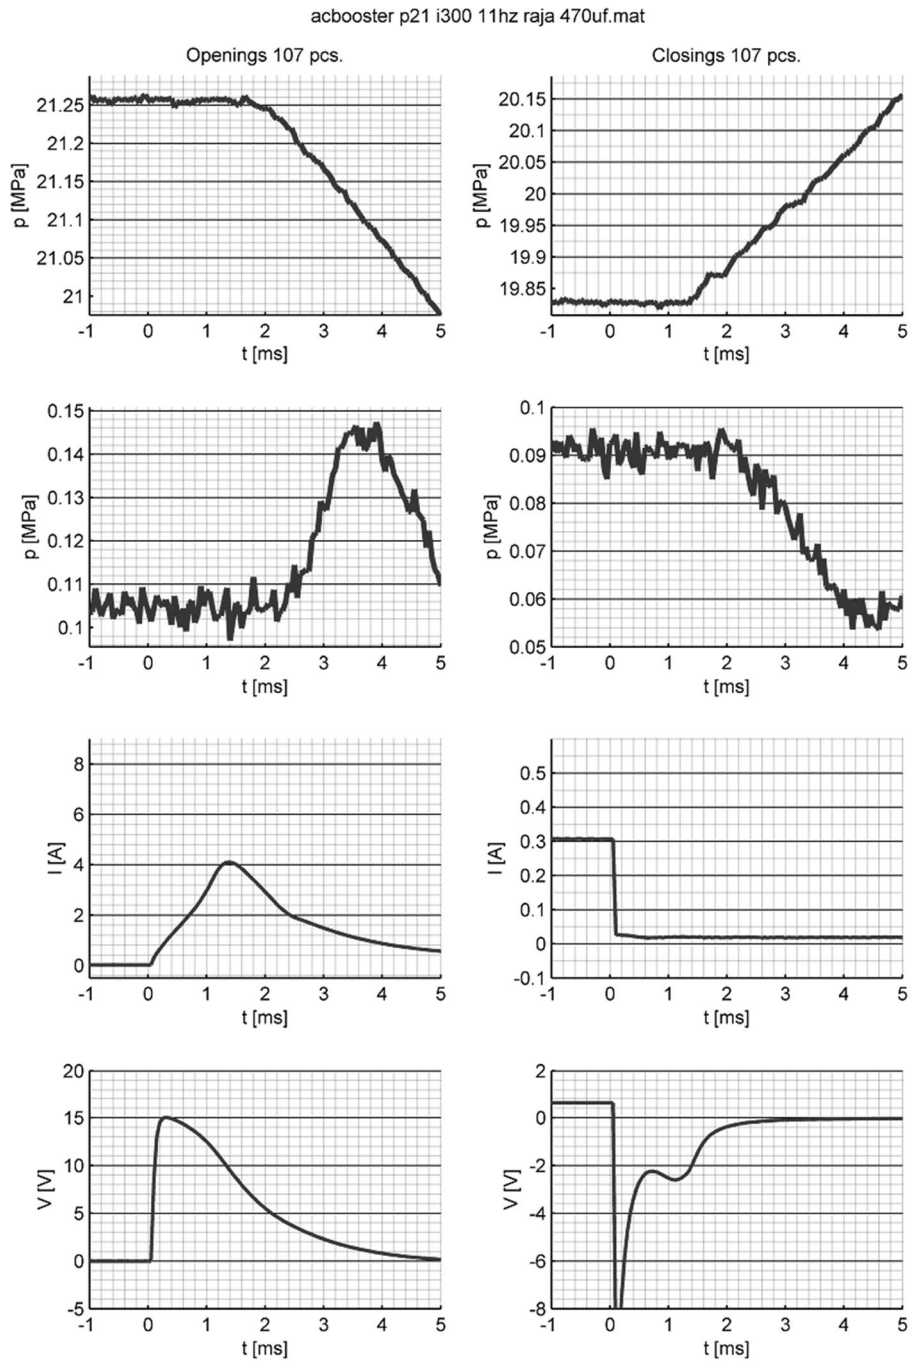 acbooster p21 i300 11hz raja 470uf.mat
Openings 107 pcs.
Closings 107 pcs.
p [MPa]
21.25
21.2
21.15
21.1
21.05
21
-1 0 1 2 3 4 5
t [ms]
p [MPa]
20.15
20.1
20.05
20
19.95
19.9
19.85
-1 0 1 2 3 4 5
t [ms]
p [MPa]
0.15
0.14
0.13
0.12
0.11
0.1
-1 0 1 2 3 4 5
t [ms]
p [MPa]
0.1
0.09
0.08
0.07
0.06
0.05
-1 0 1 2 3 4 5
t [ms]
I [A]
8
6
4
2
0
-1 0 1 2 3 4 5
t [ms]
I [A]
0.5
0.4
0.3
0.2
0.1
0
-0.1
-1 0 1 2 3 4 5
t [ms]
V [V]
20
15
10
5
0
-5
-1 0 1 2 3 4 5
t [ms]
V [V]
2
0
-2
-4
-6
-8
-1 0 1 2 3 4 5
t [ms]